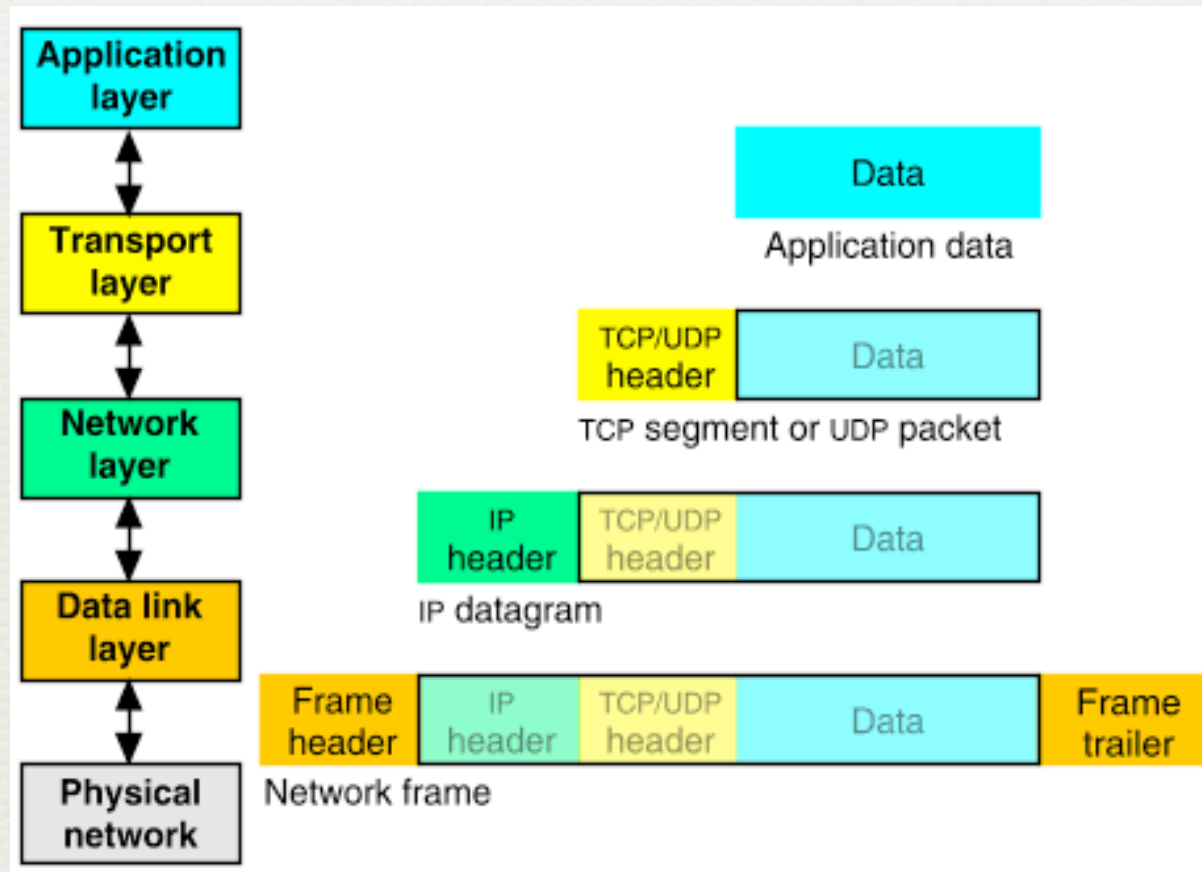 Application
layer
Data
Application data
Transport
layer
TCP/UDP
header
Data
TCP segment or UDP packet
Network
layer
IP
header
TCP/UDP
header
Data
IP datagram
Data link
layer
Frame
header
IP
header
TCP/UDP
header
Data
Frame
trailer
Network frame
Physical
network